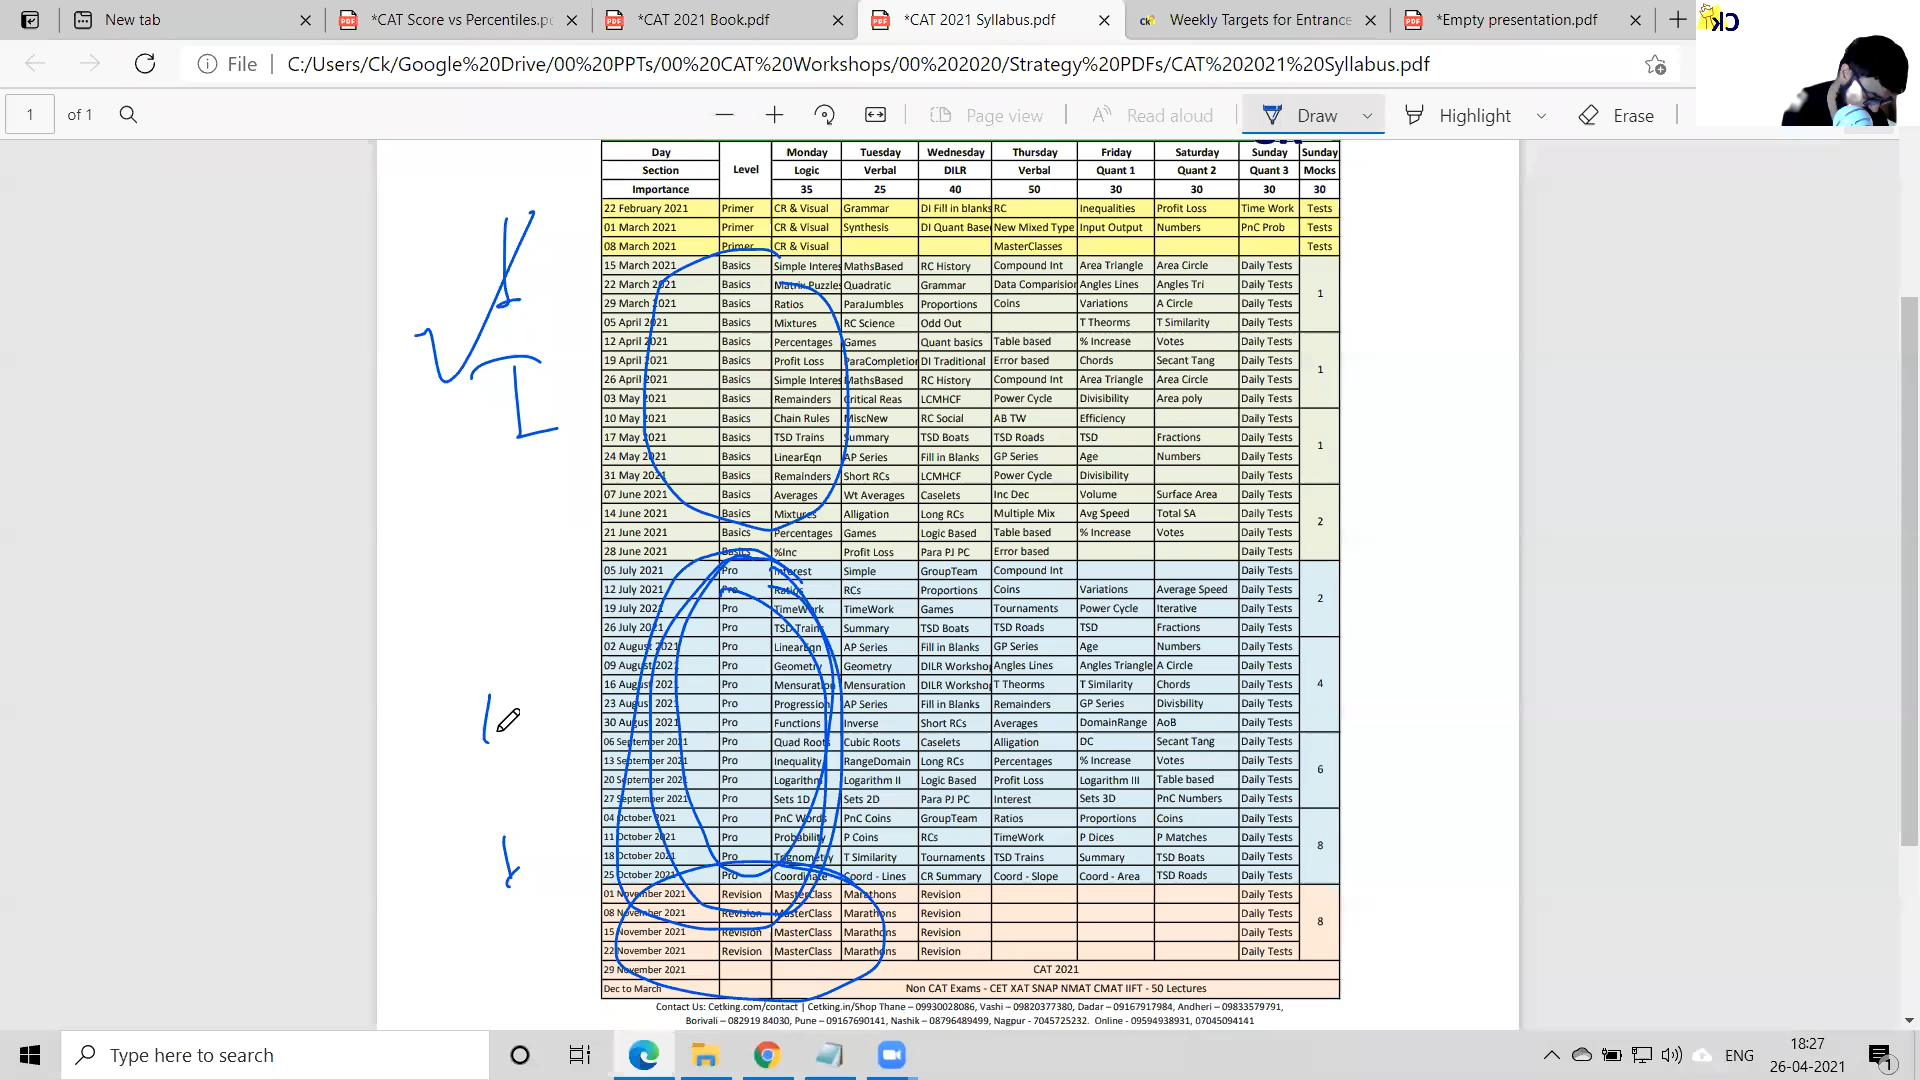 New tab *CAT Score vs Percentiles.pd *CAT 2021 Book.pdf *CAT 2021 Syllabus.pdf Weekly Targets for Entrance *Empty presentation.pdf
File C:/Users/Ck/Google%20Drive/00%20PPTs/00%20CAT%20Workshops/00%202020/Strategy%20PDFs/CAT%202021%20Syllabus.pdf
1 of 1 Page view Read aloud Draw Highlight Erase
Day Level Monday Tuesday Wednesday Thursday Friday Saturday Sunday Sunday
Section Logic Verbal DILR Verbal Quant 1 Quant 2 Quant 3 Mocks
Importance 35 25 40 50 30 30 30 30
22 February 2021 Primer CR & Visual Grammar DI Fill in blanks RC Inequalities Profit Loss Time Work Tests
01 March 2021 Primer CR & Visual Synthesis DI Quant Base New Mixed Type Input Output Numbers PnC Prob Tests
08 March 2021 Primer CR & Visual MasterClasses Tests
15 March 2021 Basics Simple Interes MathsBased RC History Compound Int Area Triangle Area Circle Daily Tests
22 March 2021 Basics Matrix Puzzles Quadratic Grammar Data Comparision Angles Lines Angles Tri Daily Tests 1
29 March 2021 Basics Ratios ParaJumbles Proportions Coins Variations A Circle Daily Tests
05 April 2021 Basics Mixtures RC Science Odd Out T Theorms T Similarity Daily Tests
12 April 2021 Basics Percentages Games Quant basics Table based % Increase Votes Daily Tests
19 April 2021 Basics Profit Loss ParaCompletion DI Traditional Error based Chords Secant Tang Daily Tests 1
26 April 2021 Basics Simple Interes MathsBased RC History Compound Int Area Triangle Area Circle Daily Tests
03 May 2021 Basics Remainders Critical Reas LCMHCF Power Cycle Divisibility Area poly Daily Tests
10 May 2021 Basics Chain Rules MiscNew RC Social AB TW Efficiency Daily Tests
17 May 2021 Basics TSD Trains Summary TSD Boats TSD Roads TSD Fractions Daily Tests 1
24 May 2021 Basics LinearEqn AP Series Fill in Blanks GP Series Age Numbers Daily Tests
31 May 2021 Basics Remainders Short RCs LCMHCF Power Cycle Divisibility Daily Tests
07 June 2021 Basics Averages Wt Averages Caselets Inc Dec Volume Surface Area Daily Tests
14 June 2021 Basics Mixtures Alligation Long RCs Multiple Mix Avg Speed Total SA Daily Tests 2
21 June 2021 Basics Percentages Games Logic Based Table based % Increase Votes Daily Tests
28 June 2021 Basics %Inc Profit Loss Para PJ PC Error based Daily Tests
05 July 2021 Pro Interest Simple GroupTeam Compound Int Daily Tests
12 July 2021 Pro Ratios RCs Proportions Coins Variations Average Speed Daily Tests 2
19 July 2021 Pro TimeWork TimeWork Games Tournaments Power Cycle Iterative Daily Tests
26 July 2021 Pro TSD Trains Summary TSD Boats TSD Roads TSD Fractions Daily Tests
02 August 2021 Pro LinearEqn AP Series Fill in Blanks GP Series Age Numbers Daily Tests
09 August 2021 Pro Geometry Geometry DILR Workshop Angles Lines Angles Triangle A Circle Daily Tests
16 August 2021 Pro Mensuration Mensuration DILR Workshop T Theorms T Similarity Chords Daily Tests 4
23 August 2021 Pro Progression AP Series Fill in Blanks Remainders GP Series Divisbility Daily Tests
30 August 2021 Pro Functions Inverse Short RCs Averages DomainRange AoB Daily Tests
06 September 2021 Pro Quad Roots Cubic Roots Caselets Alligation DC Secant Tang Daily Tests
13 September 2021 Pro Inequality RangeDomain Long RCs Percentages % Increase Votes Daily Tests 6
20 September 2021 Pro Logarithm Logarithm II Logic Based Profit Loss Logarithm III Table based Daily Tests
27 September 2021 Pro Sets 1D Sets 2D Para PJ PC Interest Sets 3D PnC Numbers Daily Tests
04 October 2021 Pro PnC Words PnC Coins GroupTeam Ratios Proportions Coins Daily Tests
11 October 2021 Pro Probability P Coins RCs TimeWork P Dices P Matches Daily Tests 8
18 October 2021 Pro Trignometry T Similarity Tournaments TSD Trains Summary TSD Boats Daily Tests
25 October 2021 Pro Coordinate Coord - Lines CR Summary Coord - Slope Coord - Area TSD Roads Daily Tests
01 November 2021 Revision MasterClass Marathons Revision Daily Tests
08 November 2021 Revision MasterClass Marathons Revision Daily Tests 8
15 November 2021 Revision MasterClass Marathons Revision Daily Tests
22 November 2021 Revision MasterClass Marathons Revision Daily Tests
29 November 2021 CAT 2021
Dec to March Non CAT Exams - CET XAT SNAP NMAT CMAT IIFT - 50 Lectures
Contact Us: Cetking.com/contact | Cetking.in/Shop Thane – 09930028086, Vashi – 09820377380, Dadar – 09167917984, Andheri – 09833579791,
Borivali – 082919 84030, Pune – 09167690141, Nashik – 08796489499, Nagpur - 7045725232. Online - 09594938931, 07045094141
Type here to search ENG 18:27
26-04-2021